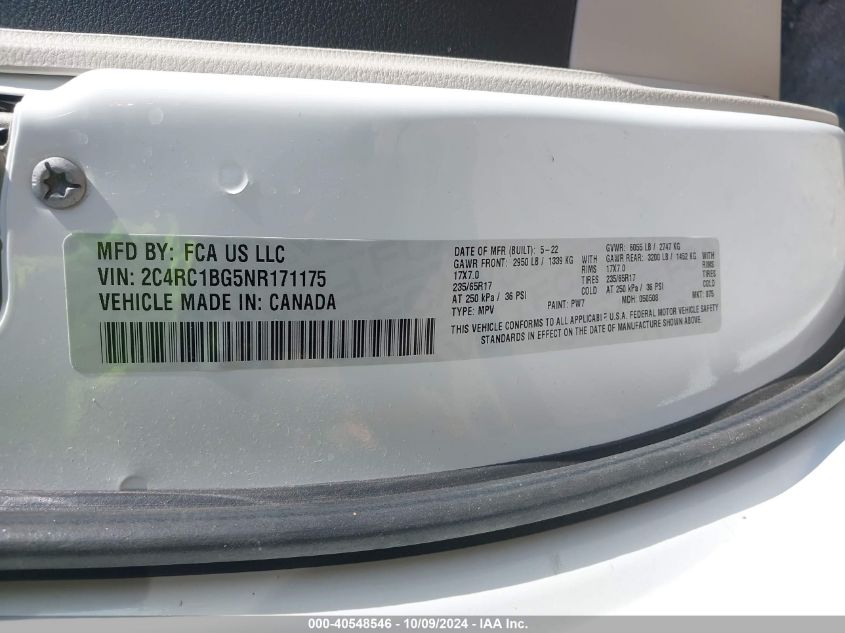 MFD BY: FCA US LLC
VIN: 2C4RC1BG5NR171175
VEHICLE MADE IN: CANADA
DATE OF MFR (BUILT): 5-22 GVWR: 6055 LB / 2747 KG
GAWR FRONT: 2950 LB / 1339 KG WITH GAWR REAR: 3200 LB / 1452 KG WITH
17X7.0 RIMS 17X7.0 RIMS
235/65R17 TIRES 235/65R17 TIRES
AT 250 kPa / 36 PSI COLD AT 250 kPa / 36 PSI COLD
TYPE: MPV PAINT: PW7 MDH: 050508 MKT: 975
THIS VEHICLE CONFORMS TO ALL APPLICABLE U.S.A. FEDERAL MOTOR VEHICLE SAFETY
STANDARDS IN EFFECT ON THE DATE OF MANUFACTURE SHOWN ABOVE.
000-40548546 - 10/09/2024 - IAA Inc.